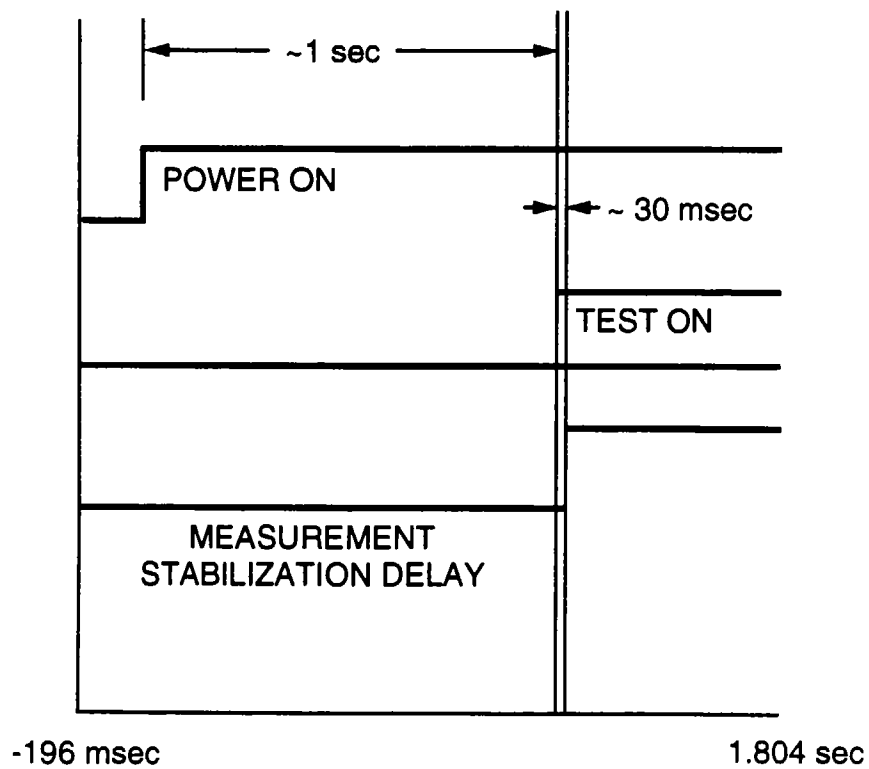 ~1 sec
POWER ON
~ 30 msec
TEST ON
MEASUREMENT
STABILIZATION DELAY
-196 msec
1.804 sec